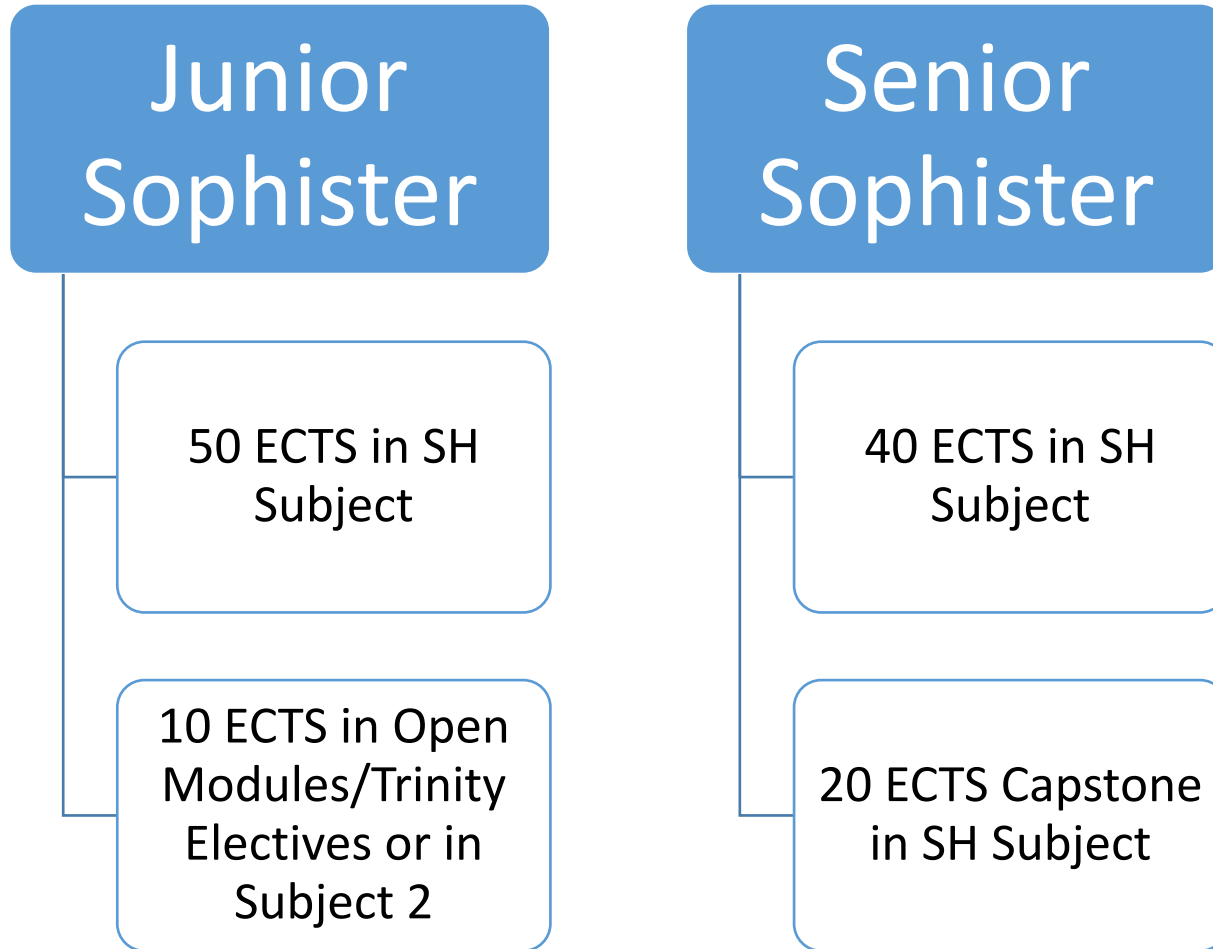 Junior
Sophister
50 ECTS in SH
Subject
10 ECTS in Open
Modules/Trinity
Electives or in
Subject 2
Senior
Sophister
40 ECTS in SH
Subject
20 ECTS Capstone
in SH Subject